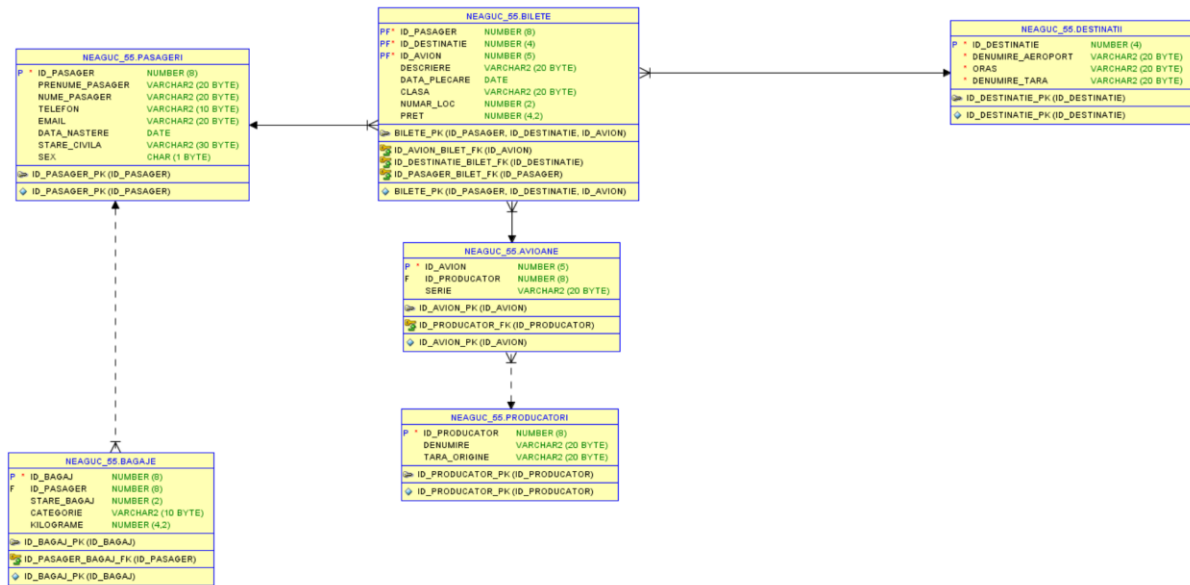 NEAGUC_55.PASAGERI
P * ID_PASAGER NUMBER (8)
PRENUME_PASAGER VARCHAR2 (20 BYTE)
NUME_PASAGER VARCHAR2 (20 BYTE)
TELEFON VARCHAR2 (10 BYTE)
EMAIL VARCHAR2 (20 BYTE)
DATA_NASTERE DATE
STARE_CIVILA VARCHAR2 (30 BYTE)
SEX CHAR (1 BYTE)
ID_PASAGER_PK (ID_PASAGER)
ID_PASAGER_PK (ID_PASAGER)
NEAGUC_55.BILETE
PF* ID_PASAGER NUMBER (8)
PF* ID_DESTINATIE NUMBER (4)
PF* ID_AVION NUMBER (5)
DESCRIERE VARCHAR2 (20 BYTE)
DATA_PLECARE DATE
CLASA VARCHAR2 (20 BYTE)
NUMAR_LOC NUMBER (2)
PRET NUMBER (4,2)
BILETE_PK (ID_PASAGER, ID_DESTINATIE, ID_AVION)
ID_AVION_BILET_FK (ID_AVION)
ID_DESTINATIE_BILET_FK (ID_DESTINATIE)
ID_PASAGER_BILET_FK (ID_PASAGER)
BILETE_PK (ID_PASAGER, ID_DESTINATIE, ID_AVION)
NEAGUC_55.DESTINATII
P * ID_DESTINATIE NUMBER (4)
* DENUMIRE_AEROPORT VARCHAR2 (20 BYTE)
* ORAS VARCHAR2 (20 BYTE)
* DENUMIRE_TARA VARCHAR2 (20 BYTE)
ID_DESTINATIE_PK (ID_DESTINATIE)
ID_DESTINATIE_PK (ID_DESTINATIE)
NEAGUC_55.AVIOANE
P * ID_AVION NUMBER (5)
F ID_PRODUCATOR NUMBER (8)
SERIE VARCHAR2 (20 BYTE)
ID_AVION_PK (ID_AVION)
ID_PRODUCATOR_FK (ID_PRODUCATOR)
ID_AVION_PK (ID_AVION)
NEAGUC_55.PRODUCATORI
P * ID_PRODUCATOR NUMBER (8)
DENUMIRE VARCHAR2 (20 BYTE)
TARA_ORIGINE VARCHAR2 (20 BYTE)
ID_PRODUCATOR_PK (ID_PRODUCATOR)
ID_PRODUCATOR_PK (ID_PRODUCATOR)
NEAGUC_55.BAGAJE
P * ID_BAGAJ NUMBER (8)
F ID_PASAGER NUMBER (8)
STARE_BAGAJ NUMBER (2)
CATEGORIE VARCHAR2 (10 BYTE)
KILOGRAME NUMBER (4,2)
ID_BAGAJ_PK (ID_BAGAJ)
ID_PASAGER_BAGAJ_FK (ID_PASAGER)
ID_BAGAJ_PK (ID_BAGAJ)